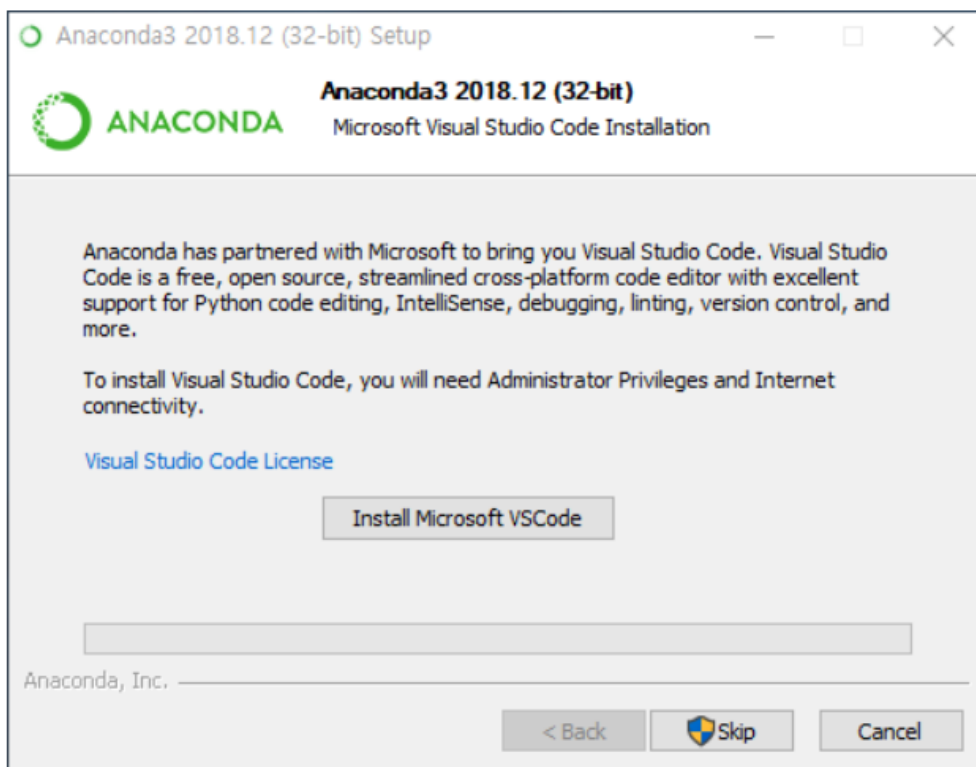 Anaconda3 2018.12 (32-bit) Setup
ANACONDA
Anaconda3 2018.12 (32-bit)
Microsoft Visual Studio Code Installation
Anaconda has partnered with Microsoft to bring you Visual Studio Code. Visual Studio
Code is a free, open source, streamlined cross-platform code editor with excellent
support for Python code editing, IntelliSense, debugging, linting, version control, and
more.
To install Visual Studio Code, you will need Administrator Privileges and Internet
connectivity.
Visual Studio Code License
Install Microsoft VSCode
Anaconda, Inc.
< Back
Skip
Cancel